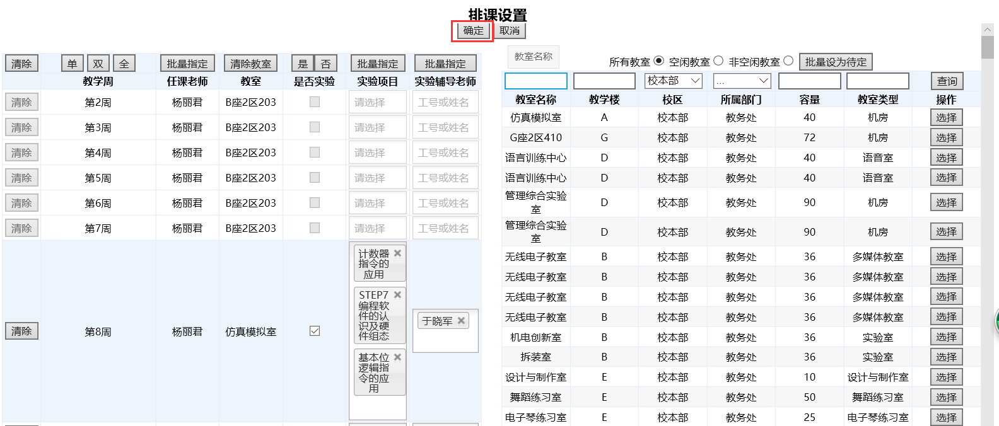 排课设置
确定 取消
清除 单 双 全 批量指定 清除教室 是 否 批量指定 批量指定
教学周 任课老师 教室 是否实验 实验项目 实验辅导老师
清除 第2周 杨丽君 B座2区203 请选择 工号或姓名
清除 第3周 杨丽君 B座2区203 请选择 工号或姓名
清除 第4周 杨丽君 B座2区203 请选择 工号或姓名
清除 第5周 杨丽君 B座2区203 请选择 工号或姓名
清除 第6周 杨丽君 B座2区203 请选择 工号或姓名
清除 第7周 杨丽君 B座2区203 请选择 工号或姓名
清除 第8周 杨丽君 仿真模拟室
计数器
指令的
应用
STEP7
编程软
件的认
识及硬
件组态
基本位
逻辑指
令的应
用
于晓军
教室名称
所有教室 空闲教室 非空闲教室 批量设为待定
校本部 ... 查询
教室名称 教学楼 校区 所属部门 容量 教室类型 操作
仿真模拟室 A 校本部 教务处 40 机房 选择
G座2区410 G 校本部 教务处 72 机房 选择
语言训练中心 D 校本部 教务处 40 语音室 选择
语言训练中心 D 校本部 教务处 40 语音室 选择
管理综合实验
室 D 校本部 教务处 90 机房 选择
管理综合实验
室 D 校本部 教务处 90 机房 选择
无线电子教室 B 校本部 教务处 36 多媒体教室 选择
无线电子教室 B 校本部 教务处 36 多媒体教室 选择
无线电子教室 B 校本部 教务处 36 多媒体教室 选择
无线电子教室 B 校本部 教务处 36 多媒体教室 选择
机电创新室 B 校本部 教务处 36 实验室 选择
拆装室 B 校本部 教务处 36 实验室 选择
设计与制作室 E 校本部 教务处 10 设计与制作室 选择
舞蹈练习室 E 校本部 教务处 50 舞蹈练习室 选择
电子琴练习室 E 校本部 教务处 25 电子琴练习室 选择